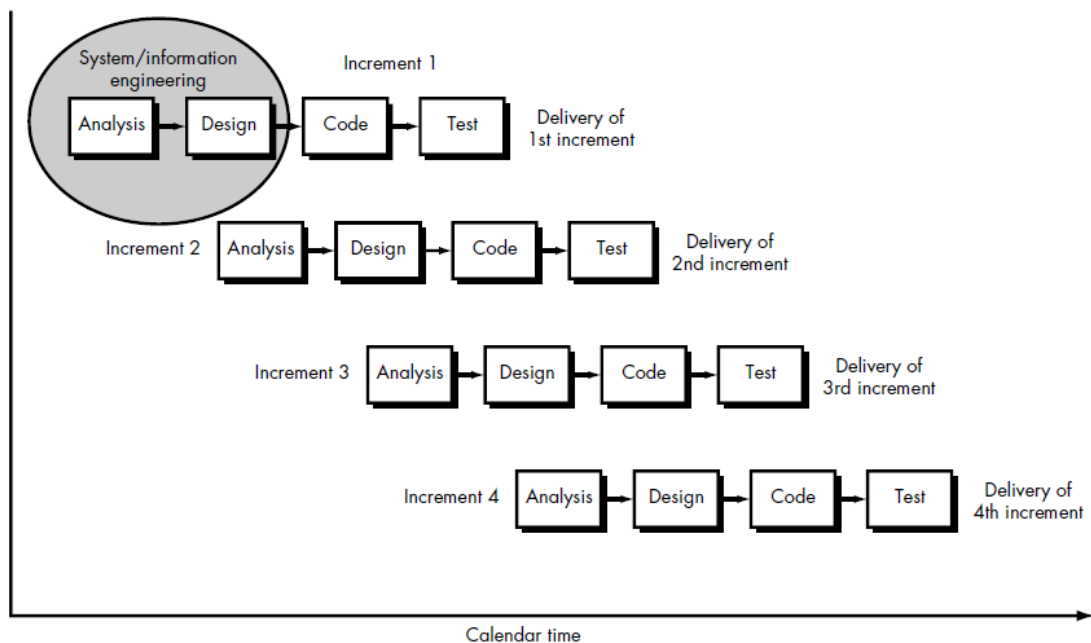 System/information
engineering
Increment 1
Analysis
Design
Code
Test
Delivery of
1st increment
Increment 2
Analysis
Design
Code
Test
Delivery of
2nd increment
Increment 3
Analysis
Design
Code
Test
Delivery of
3rd increment
Increment 4
Analysis
Design
Code
Test
Delivery of
4th increment
Calendar time